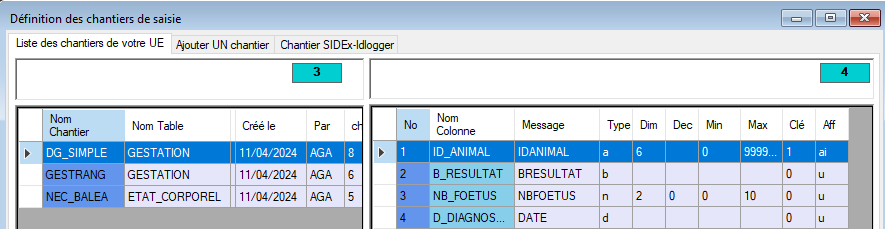 Définition des chantiers de saisie
Liste des chantiers de votre UE Ajouter UN chantier Chantier SIDEx-Idlogger
3
Nom Chantier Nom Table Créé le Par ch
DG_SIMPLE GESTATION 11/04/2024 AGA 8
GESTRANG GESTATION 11/04/2024 AGA 6
NEC_BALEA ETAT_CORPOREL 11/04/2024 AGA 5
4
No Nom Colonne Message Type Dim Dec Min Max Clé Aff
1 ID_ANIMAL IDANIMAL a 6 0 9999... 1 ai
2 B_RESULTAT BRESULTAT b 0 u
3 NB_FOETUS NBFOETUS n 2 0 0 10 0 u
4 D_DIAGNOS... DATE d 0 u